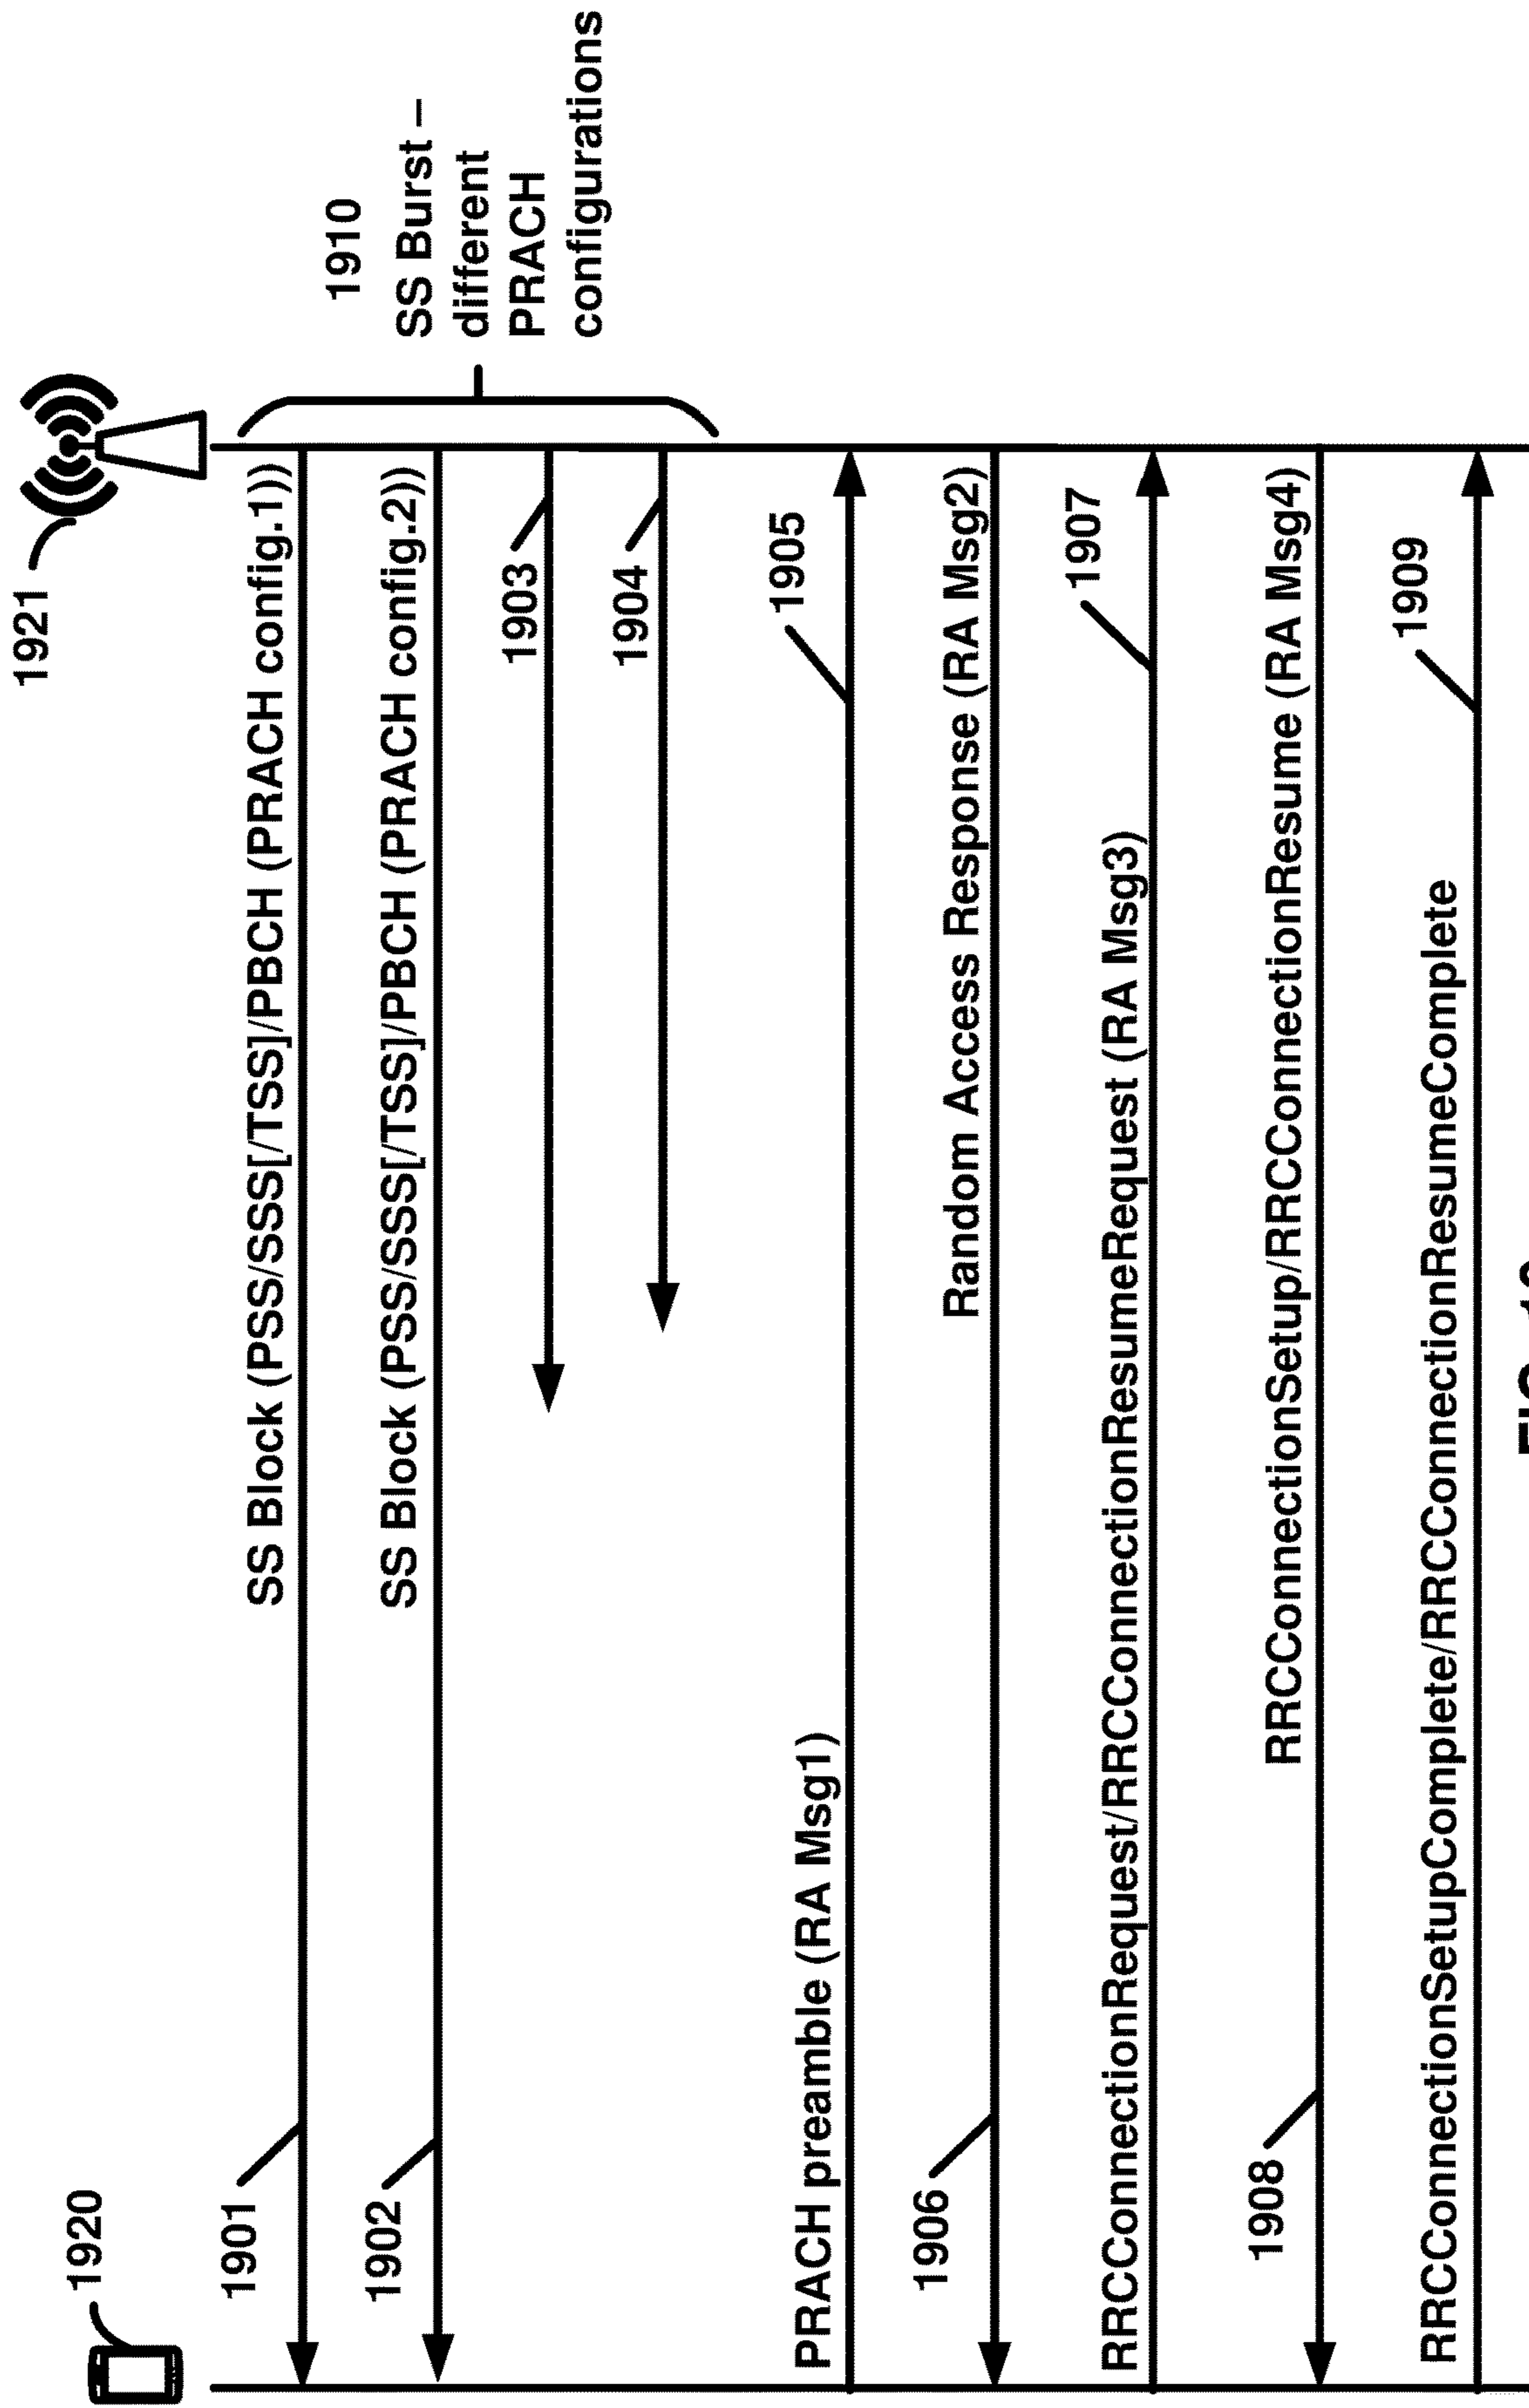 1920
1921
1901
SS Block (PSS/SSS[/TSS]/PBCH (PRACH config.1))
1902
SS Block (PSS/SSS[/TSS]/PBCH (PRACH config.2))
1903
1904
1910
SS Burst –
different
PRACH
configurations
PRACH preamble (RA Msg1)
1905
1906
Random Access Response (RA Msg2)
1907
RRCConnectionRequest/RRCConnectionResumeRequest (RA Msg3)
1908
RRCConnectionSetup/RRCConnectionResume (RA Msg4)
1909
RRCConnectionSetupComplete/RRCConnectionResumeComplete